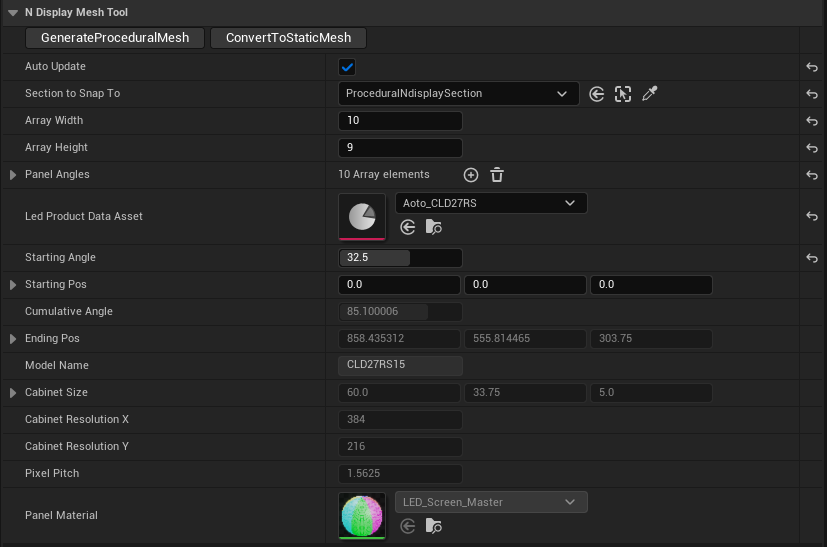 N Display Mesh Tool
GenerateProceduralMesh ConvertToStaticMesh
Auto Update
Section to Snap To ProceduralNdisplaySection
Array Width 10
Array Height 9
Panel Angles 10 Array elements
Led Product Data Asset Aoto_CLD27RS
Starting Angle 32.5
Starting Pos 0.0 0.0 0.0
Cumulative Angle 85.100006
Ending Pos 858.435312 555.814465 303.75
Model Name CLD27RS15
Cabinet Size 60.0 33.75 5.0
Cabinet Resolution X 384
Cabinet Resolution Y 216
Pixel Pitch 1.5625
Panel Material LED_Screen_Master